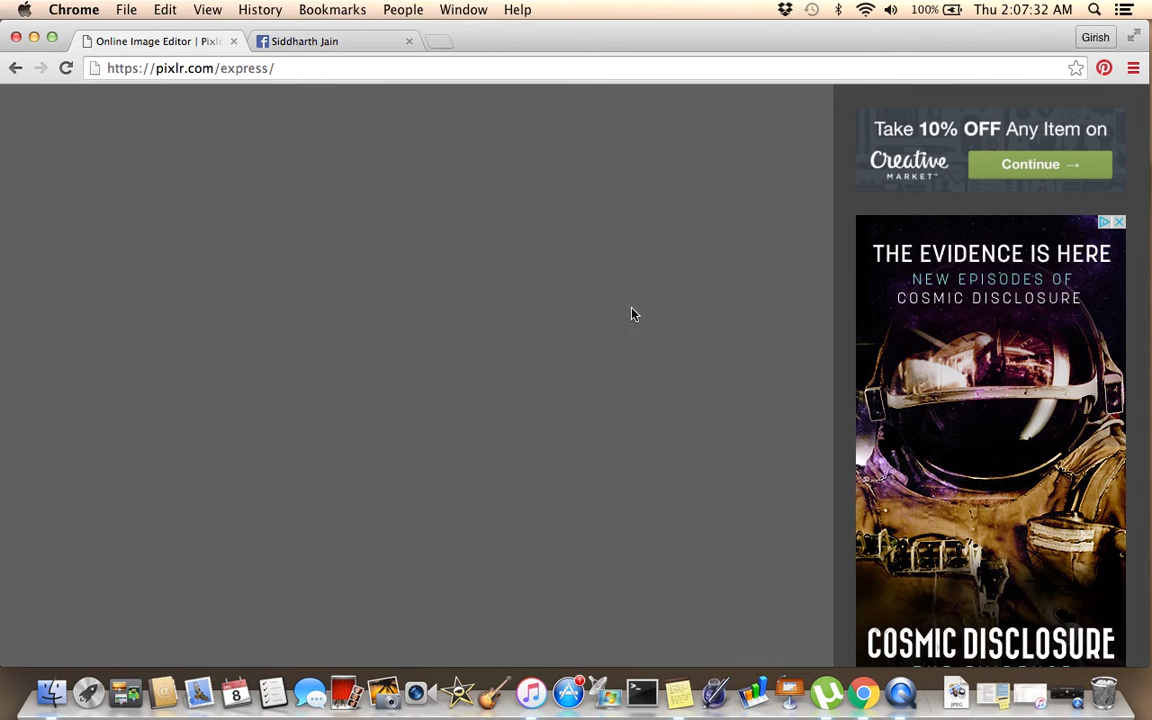 Chrome File Edit View History Bookmarks People Window Help 100% Thu 2:07:32 AM
Online Image Editor | Pixlr Siddharth Jain Girish
https://pixlr.com/express/
Take 10% OFF Any Item on
Creative
MARKET
Continue →
THE EVIDENCE IS HERE
NEW EPISODES OF
COSMIC DISCLOSURE
COSMIC DISCLOSURE
8
JPEG